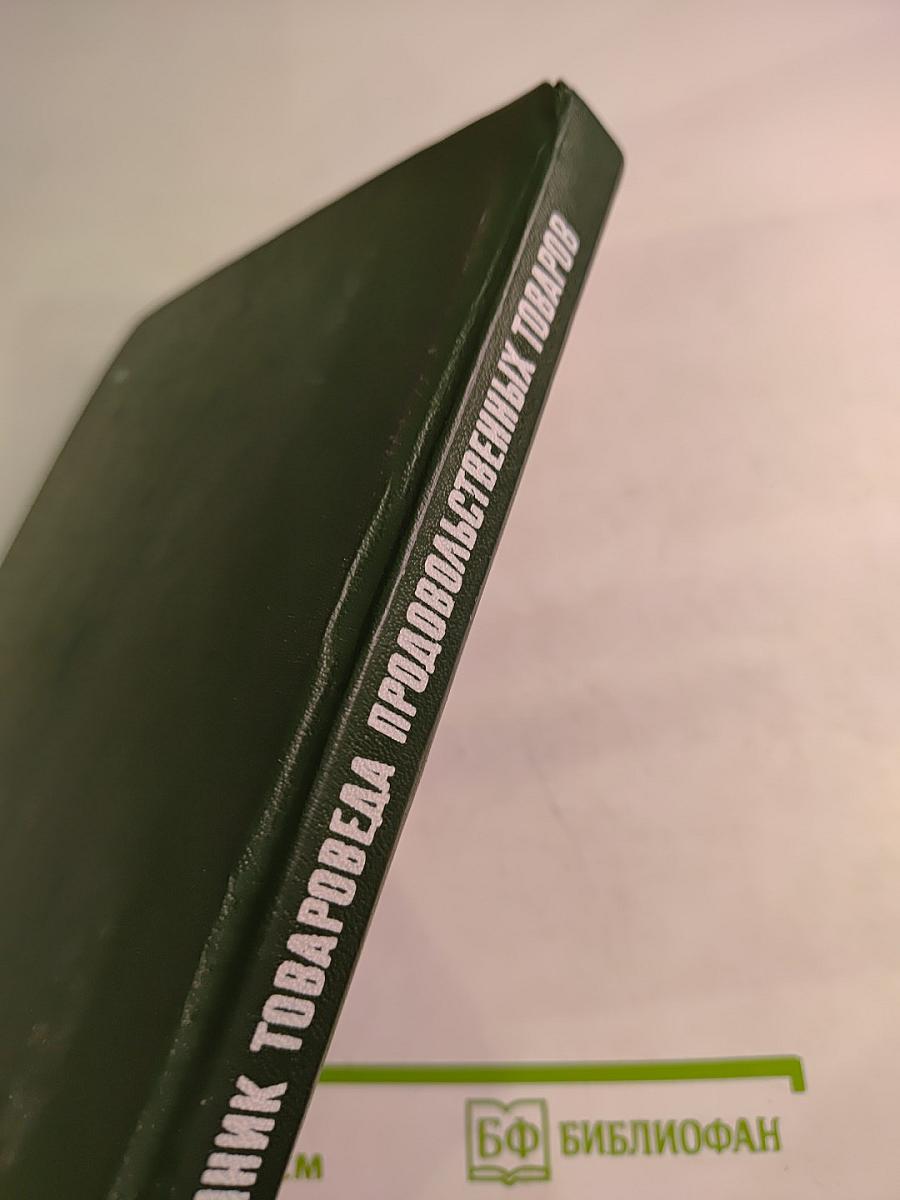 НИК ТОВАРОВЕДА ПРОДОВОЛЬСТВЕННЫХ ТОВАРОВ
БФ БИБЛИОФАН